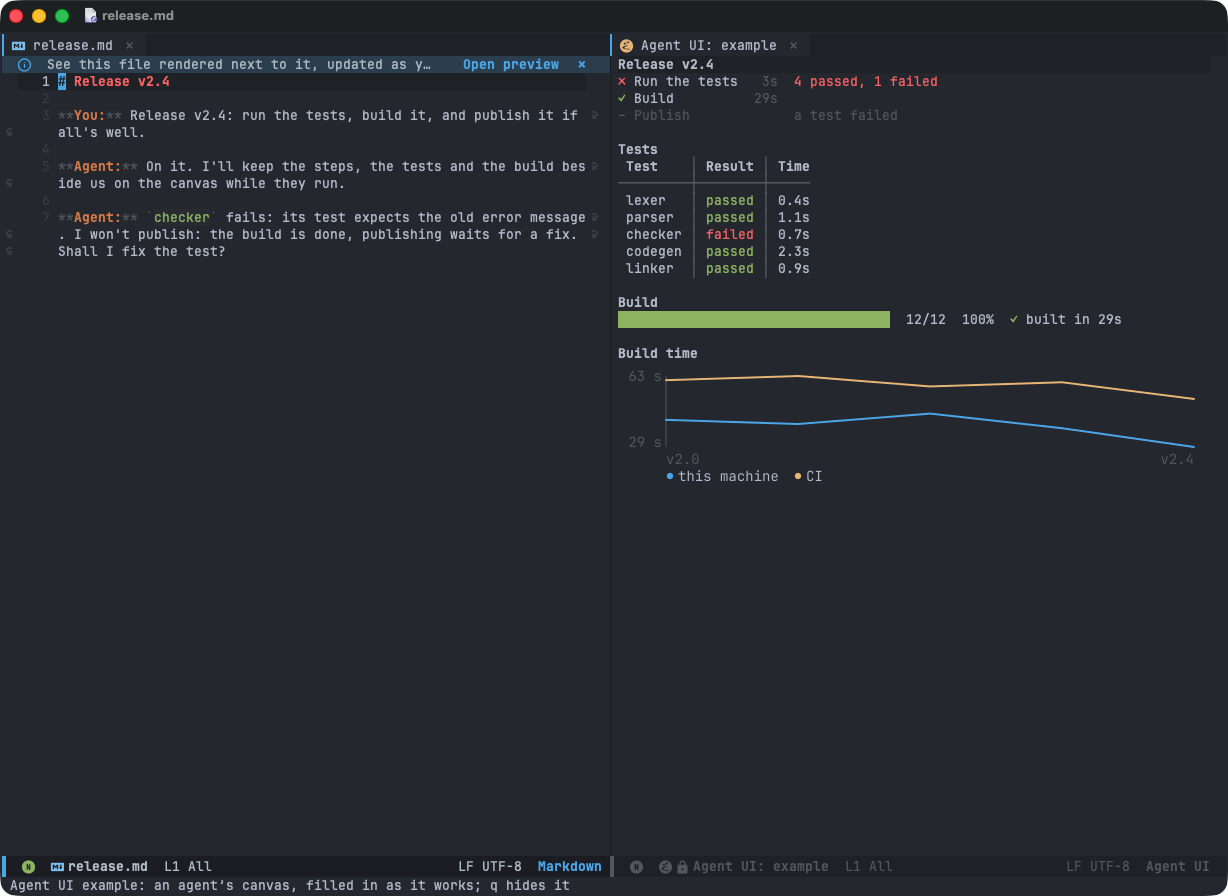 release.md
release.md ×
See this file rendered next to it, updated as y… Open preview ×
1 # Release v2.4
2
3 **You:** Release v2.4: run the tests, build it, and publish it if
all's well.
4
5 **Agent:** On it. I'll keep the steps, the tests and the build bes
ide us on the canvas while they run.
6
7 **Agent:** `checker` fails: its test expects the old error message
. I won't publish: the build is done, publishing waits for a fix.
Shall I fix the test?
Agent UI: example ×
Release v2.4
✕ Run the tests 3s 4 passed, 1 failed
✓ Build 29s
– Publish a test failed
Tests
Test Result Time
lexer passed 0.4s
parser passed 1.1s
checker failed 0.7s
codegen passed 2.3s
linker passed 0.9s
Build
12/12 100% ✓ built in 29s
Build time
63 s
29 s
v2.0 v2.4
this machine CI
N release.md L1 All LF UTF-8 Markdown
N Agent UI: example L1 All LF UTF-8 Agent UI
Agent UI example: an agent's canvas, filled in as it works; q hides it